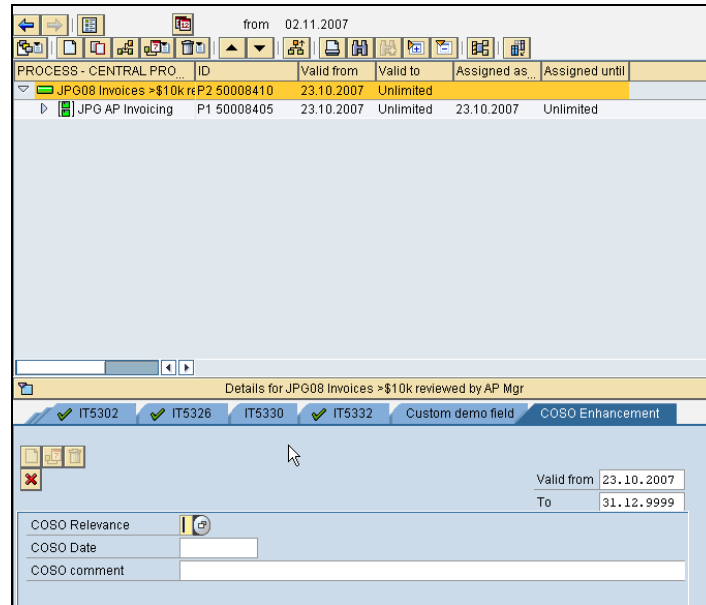 from 02.11.2007
PROCESS - CENTRAL PRO... ID Valid from Valid to Assigned as... Assigned until
JPG08 Invoices >$10k re P2 50008410 23.10.2007 Unlimited
JPG AP Invoicing P1 50008405 23.10.2007 Unlimited 23.10.2007 Unlimited
Details for JPG08 Invoices >$10k reviewed by AP Mgr
IT5302 IT5326 IT5330 IT5332 Custom demo field COSO Enhancement
Valid from 23.10.2007
To 31.12.9999
COSO Relevance
COSO Date
COSO comment